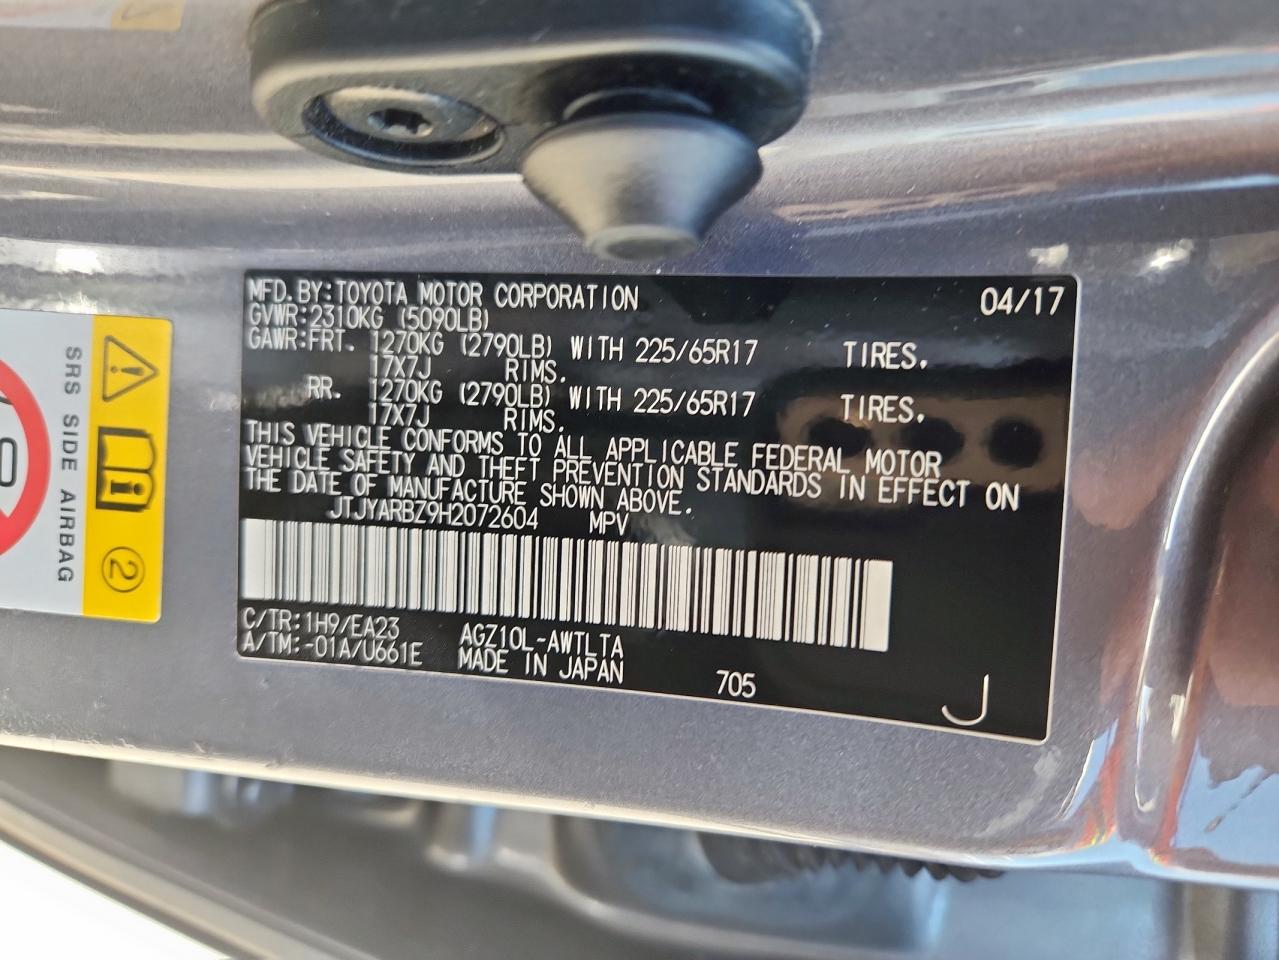 MFD.BY:TOYOTA MOTOR CORPORATION 04/17
GVWR:2310KG (5090LB)
GAWR:FRT. 1270KG (2790LB) WITH 225/65R17 TIRES.
17X7J RIMS.
RR. 1270KG (2790LB) WITH 225/65R17 TIRES.
17X7J RIMS.
THIS VEHICLE CONFORMS TO ALL APPLICABLE FEDERAL MOTOR
VEHICLE SAFETY AND THEFT PREVENTION STANDARDS IN EFFECT ON
THE DATE OF MANUFACTURE SHOWN ABOVE.
JTJYARBZ9H2072604 MPV
C/TR:1H9/EA23 AGZ10L-AWTLTA
A/TM:-01A/U661E MADE IN JAPAN
705
J
SRS SIDE AIRBAG
2